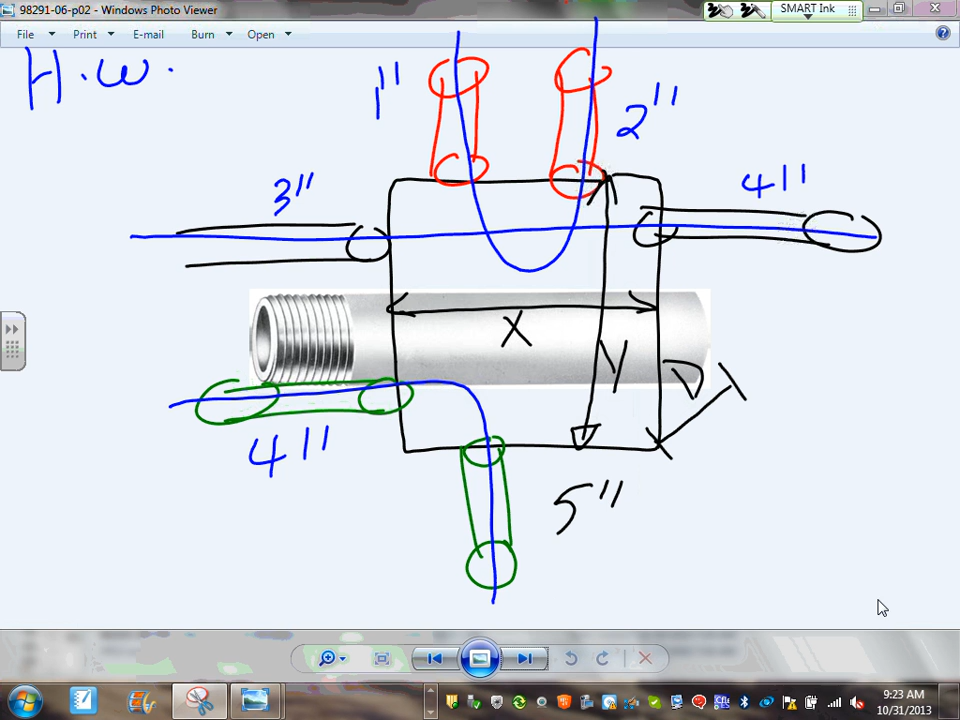 98291-06-p02 - Windows Photo Viewer
SMART Ink
File Print E-mail Burn Open
H.W.
1"
2"
3"
4"
X
Y
D
4"
5"
9:23 AM
10/31/2013